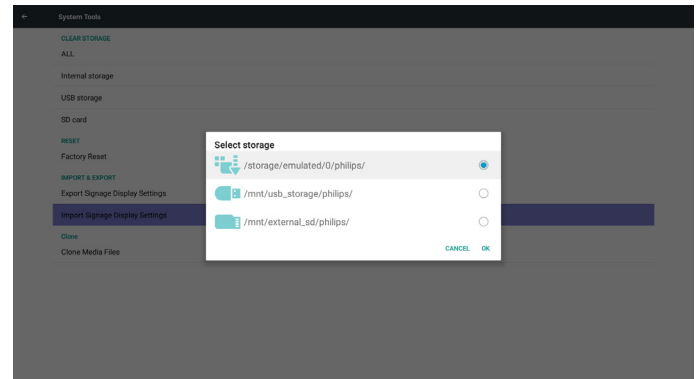 System Tools
CLEAR STORAGE
ALL
Internal storage
USB storage
SD card
RESET
Factory Reset
IMPORT & EXPORT
Export Signage Display Settings
Import Signage Display Settings
Clone
Clone Media Files
Select storage
/storage/emulated/0/philips/
/mnt/usb_storage/philips/
/mnt/external_sd/philips/
CANCEL OK